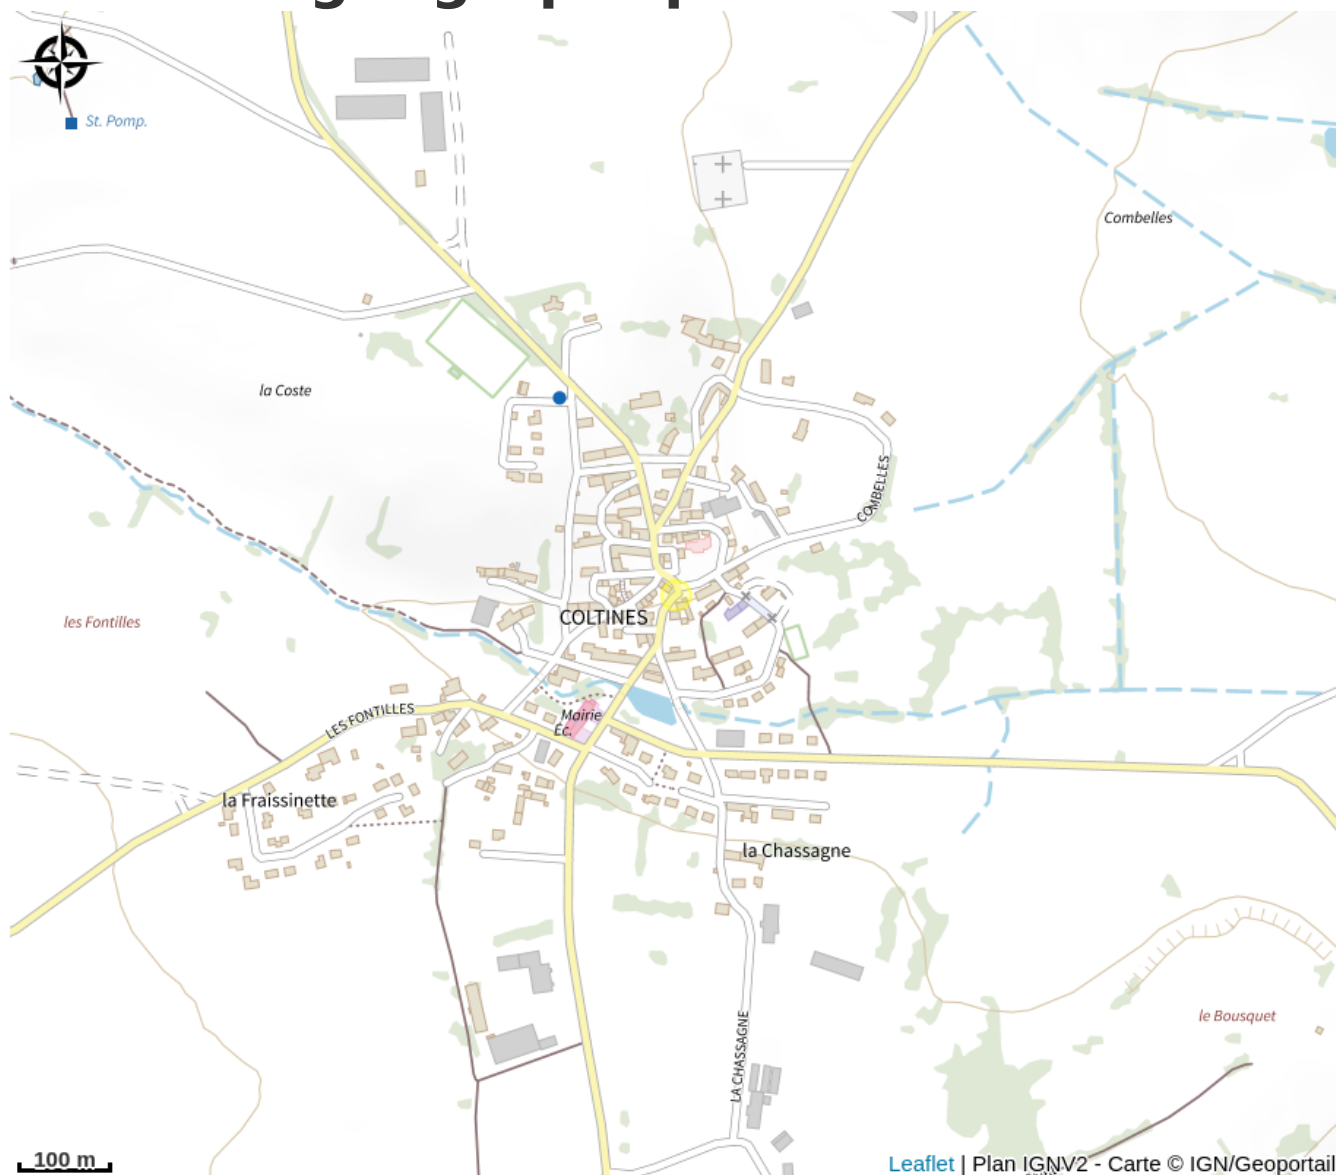 St. Pomp.
Combelles
la Coste
COMBELLES
COLTINES
les Fontilles
LES FONTILLES
Mairie
Éc.
la Fraissinette
la Chassagne
le Bousquet
LA CHASSAGNE
100 m
Leaflet | Plan IGNV2 - Carte © IGN/Geoportail